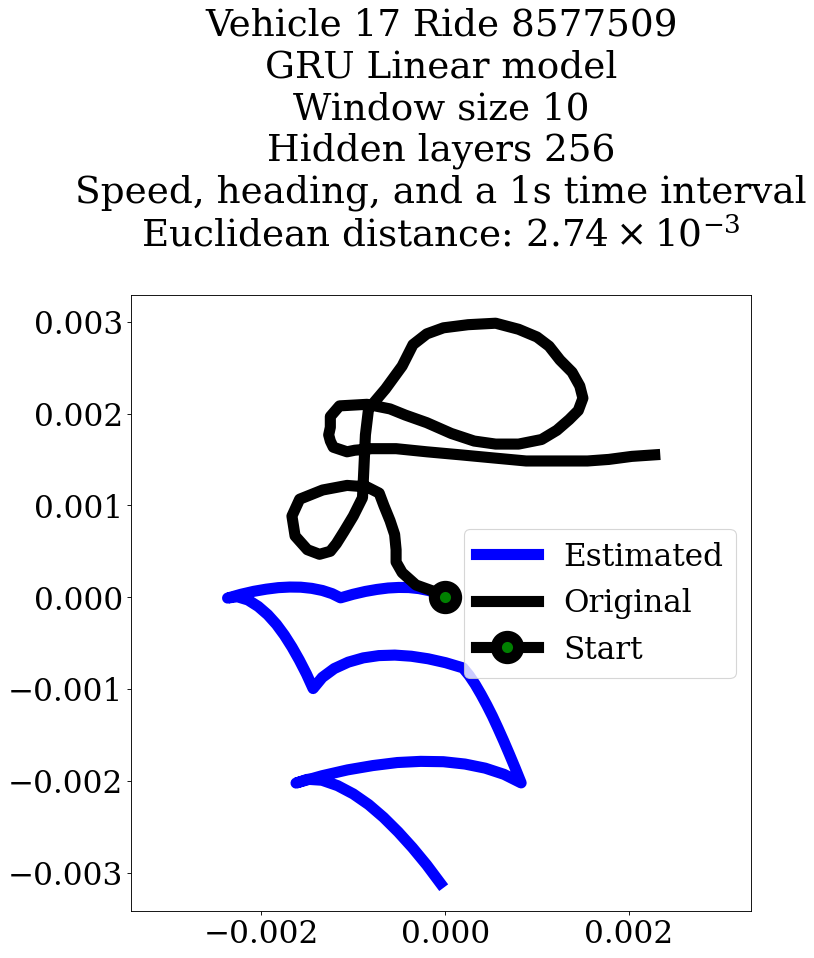 Vehicle 17 Ride 8577509
GRU Linear model
Window size 10
Hidden layers 256
Speed, heading, and a 1s time interval
Euclidean distance: 2.74 × 10⁻³
0.003
0.002
0.001
0.000
−0.001
−0.002
−0.003
Estimated
Original
Start
−0.002 0.000 0.002